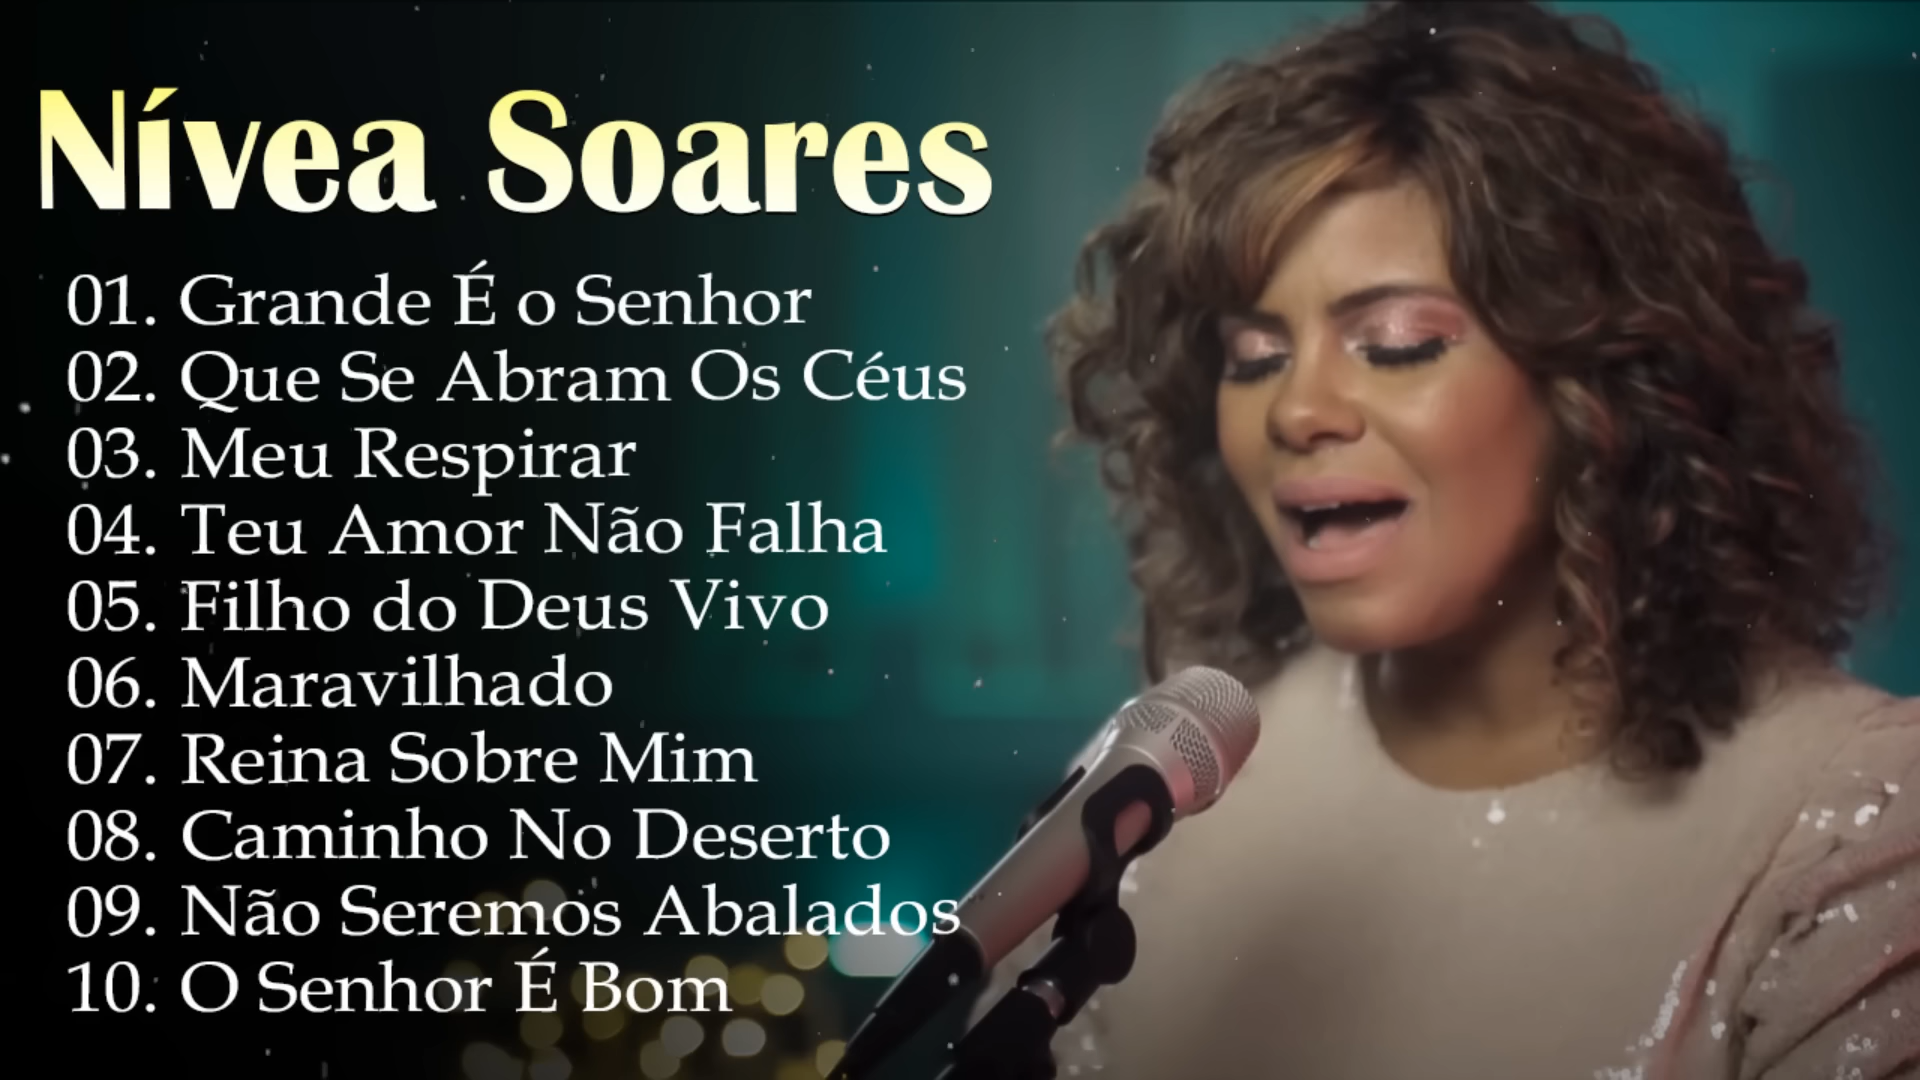 Nívea Soares
01. Grande É o Senhor
02. Que Se Abram Os Céus
03. Meu Respirar
04. Teu Amor Não Falha
05. Filho do Deus Vivo
06. Maravilhado
07. Reina Sobre Mim
08. Caminho No Deserto
09. Não Seremos Abalados
10. O Senhor É Bom